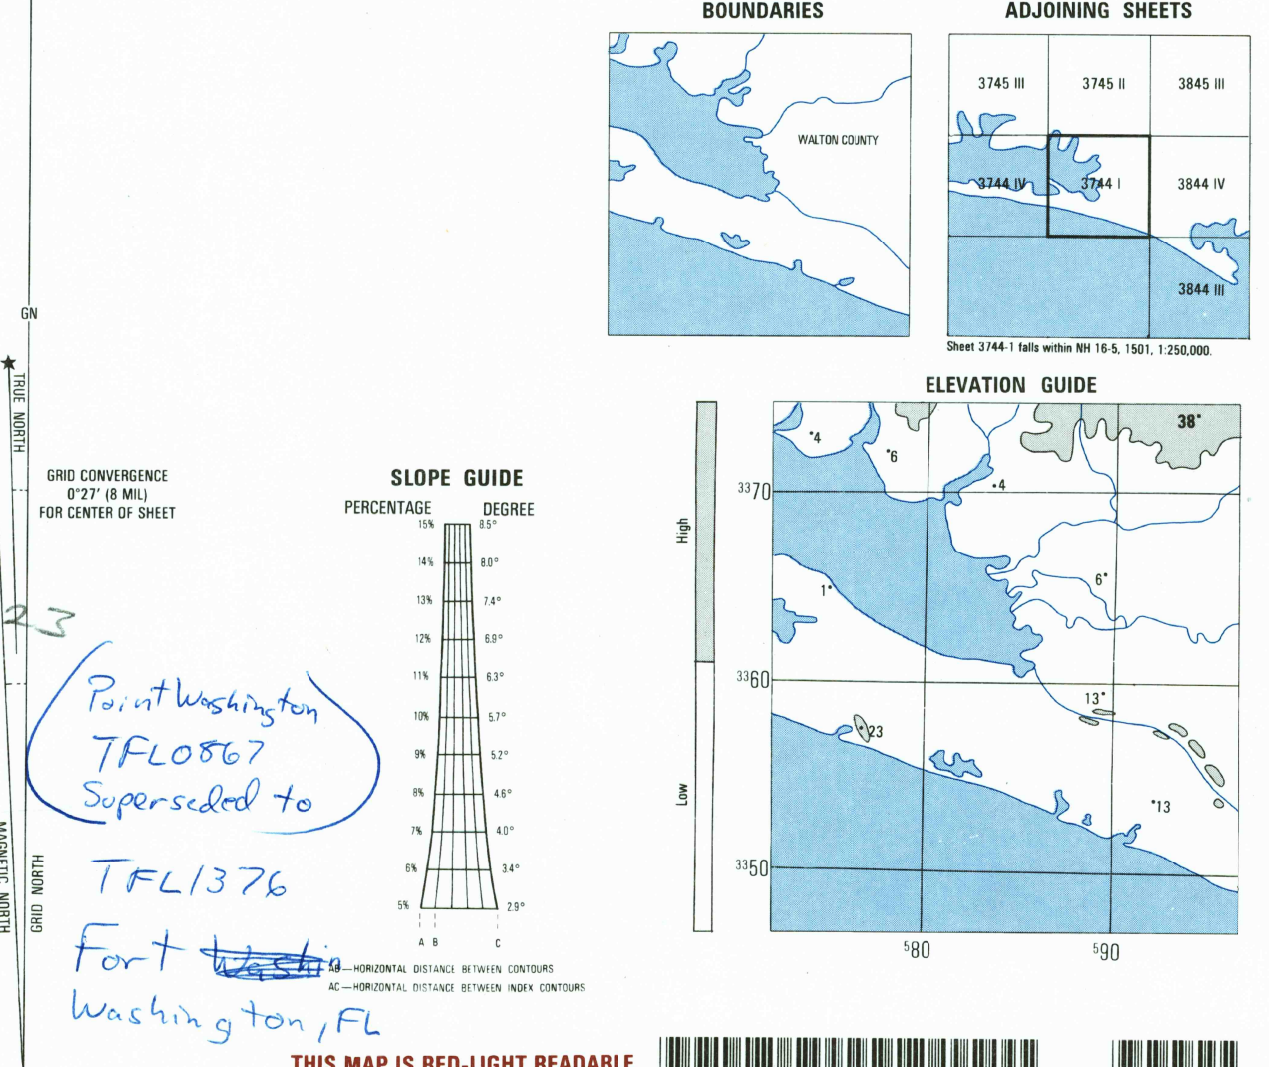 BOUNDARIES
WALTON COUNTY
ADJOINING SHEETS
3745 III 3745 II 3845 III
3744 IV 3744 I 3844 IV
3844 III
Sheet 3744-1 falls within NH 16-5, 1501, 1:250,000.
GN
TRUE NORTH
GRID CONVERGENCE
0°27′ (8 MIL)
FOR CENTER OF SHEET
23
MAGNETIC NORTH
GRID NORTH
Point Washington
TFL0867
Superseded to
TFL1376
Fort
Washington, FL
SLOPE GUIDE
PERCENTAGE DEGREE
15% 8.5°
14% 8.0°
13% 7.4°
12% 6.9°
11% 6.3°
10% 5.7°
9% 5.2°
8% 4.6°
7% 4.0°
6% 3.4°
5% 2.9°
A B C
AB—HORIZONTAL DISTANCE BETWEEN CONTOURS
AC—HORIZONTAL DISTANCE BETWEEN INDEX CONTOURS
ELEVATION GUIDE
High
Low
38
4
6
3370
4
1
6
3360
13
23
13
3350
580 590
THIS MAP IS RED-LIGHT READABLE